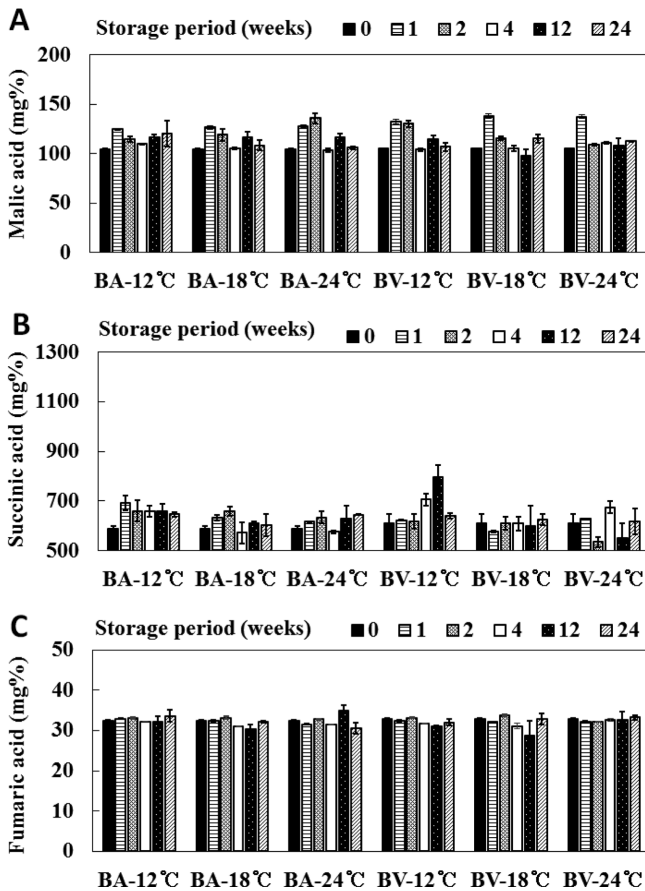 A Storage period (weeks) 0 1 2 4 12 24
Malic acid (mg%)
200
150
100
50
0
BA-12℃ BA-18℃ BA-24℃ BV-12℃ BV-18℃ BV-24℃
B Storage period (weeks) 0 1 2 4 12 24
Succinic acid (mg%)
1300
1100
900
700
500
BA-12℃ BA-18℃ BA-24℃ BV-12℃ BV-18℃ BV-24℃
C Storage period (weeks) 0 1 2 4 12 24
Fumaric acid (mg%)
50
40
30
20
10
0
BA-12℃ BA-18℃ BA-24℃ BV-12℃ BV-18℃ BV-24℃